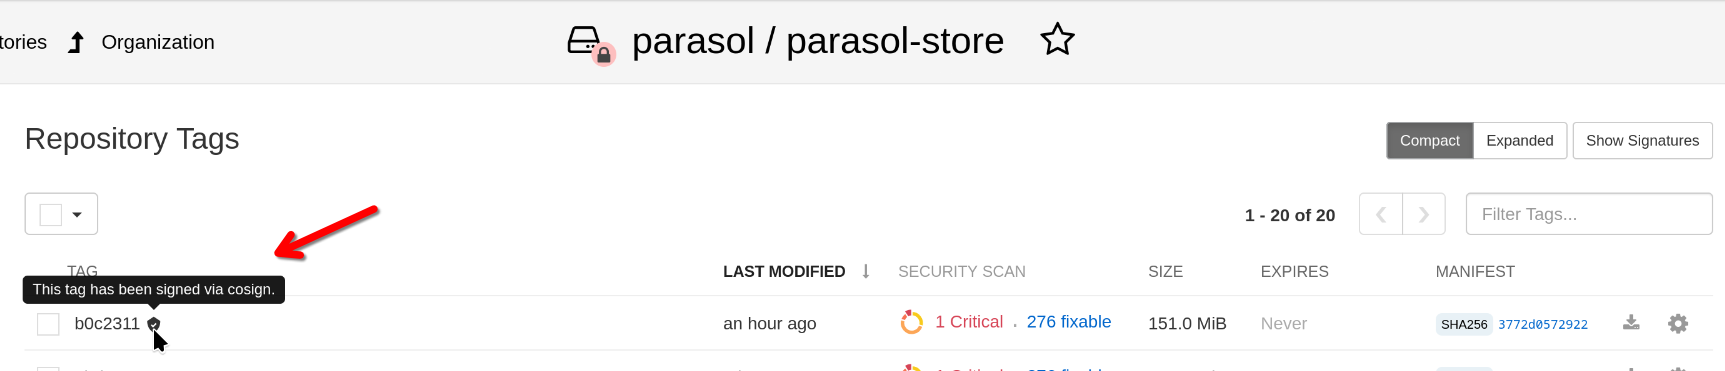 tories Organization parasol / parasol-store
Repository Tags Compact Expanded Show Signatures
1 - 20 of 20 Filter Tags...
TAG LAST MODIFIED SECURITY SCAN SIZE EXPIRES MANIFEST
This tag has been signed via cosign.
b0c2311 an hour ago 1 Critical . 276 fixable 151.0 MiB Never SHA256 3772d0572922